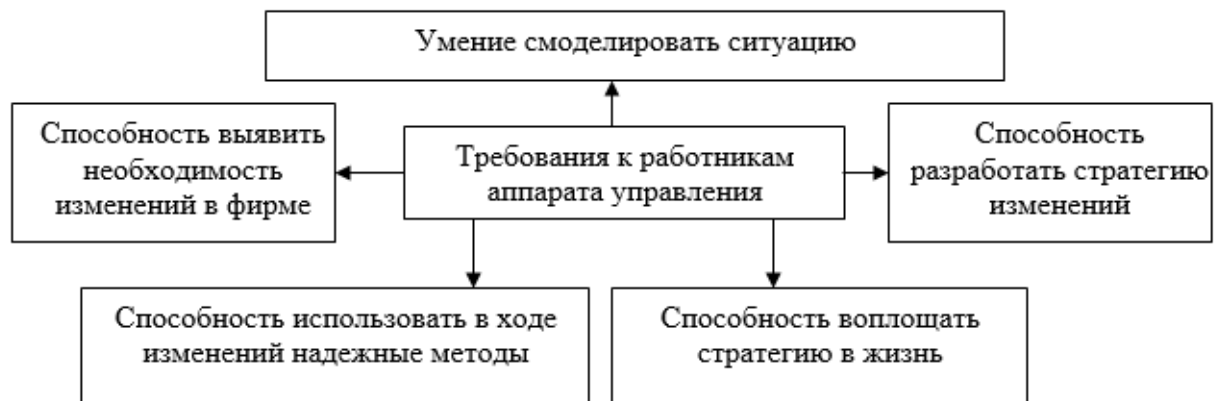 Умение смоделировать ситуацию
Способность выявить
необходимость
изменений в фирме
Требования к работникам
аппарата управления
Способность
разработать стратегию
изменений
Способность использовать в ходе
изменений надежные методы
Способность воплощать
стратегию в жизнь